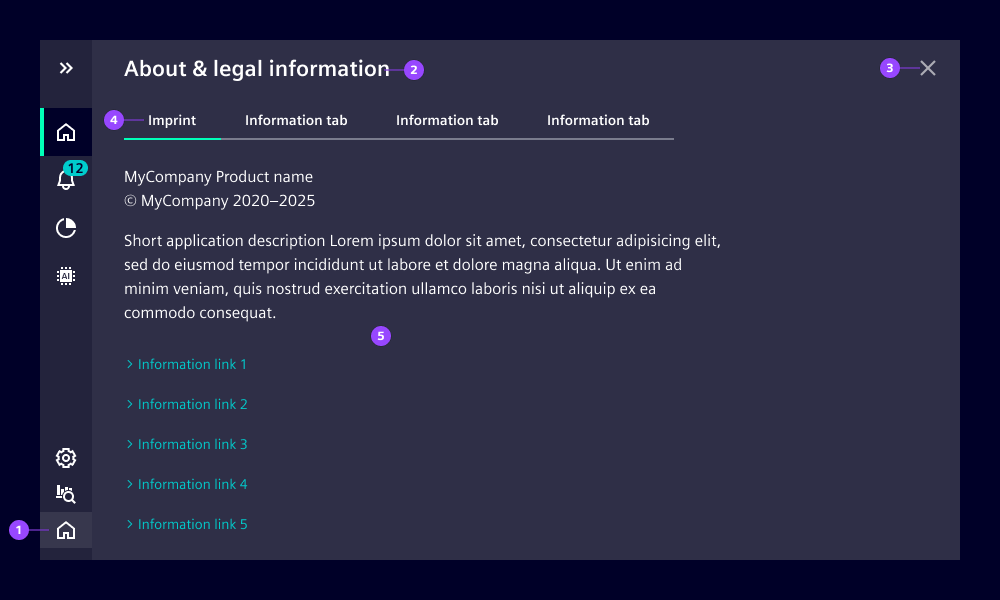 About & legal information
2
3
4
Imprint
Information tab
Information tab
Information tab
12
MyCompany Product name
© MyCompany 2020–2025
AI
Short application description Lorem ipsum dolor sit amet, consectetur adipisicing elit,
sed do eiusmod tempor incididunt ut labore et dolore magna aliqua. Ut enim ad
minim veniam, quis nostrud exercitation ullamco laboris nisi ut aliquip ex ea
commodo consequat.
5
Information link 1
Information link 2
Information link 3
Information link 4
Information link 5
1